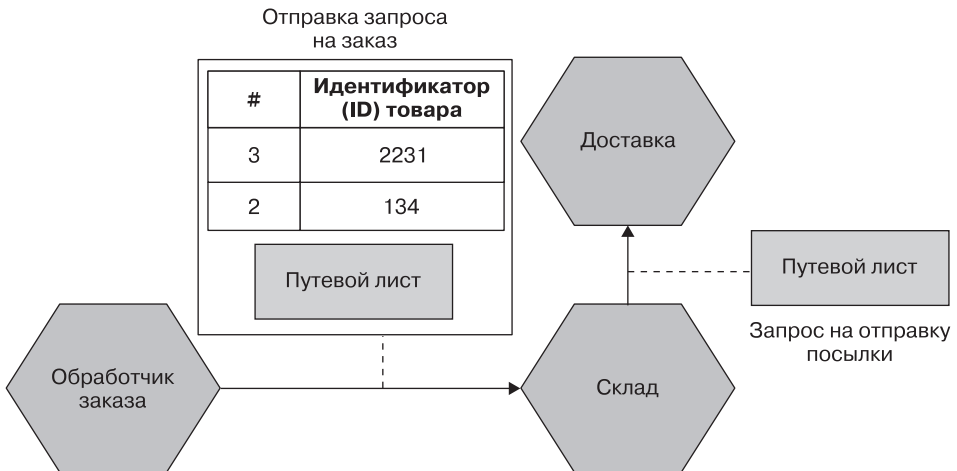 Отправка запроса
на заказ
#
Идентификатор
(ID) товара
3
2231
2
134
Путевой лист
Доставка
Путевой лист
Запрос на отправку
посылки
Обработчик
заказа
Склад